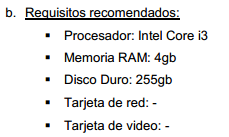 b. Requisitos recomendados:
▪ Procesador: Intel Core i3
▪ Memoria RAM: 4gb
▪ Disco Duro: 255gb
▪ Tarjeta de red: -
▪ Tarjeta de video: -